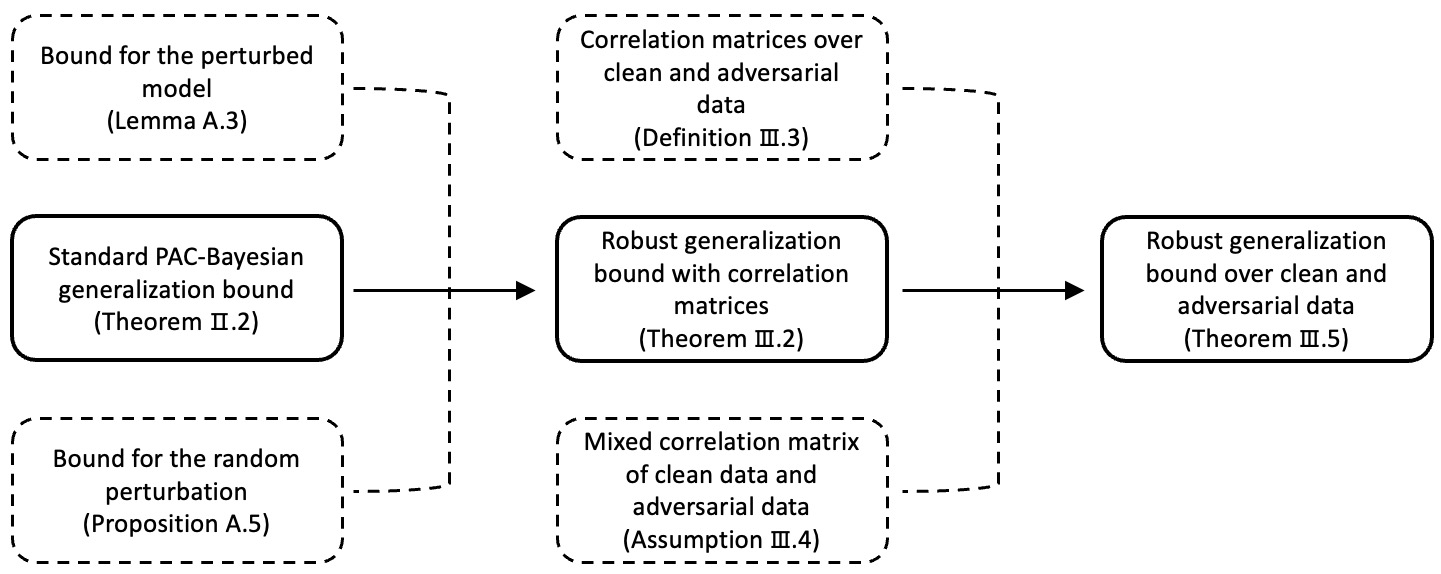 Bound for the perturbed
model
(Lemma A.3)
Correlation matrices over
clean and adversarial
data
(Definition Ⅲ.3)
Standard PAC-Bayesian
generalization bound
(Theorem Ⅱ.2)
Robust generalization
bound with correlation
matrices
(Theorem Ⅲ.2)
Robust generalization
bound over clean and
adversarial data
(Theorem Ⅲ.5)
Bound for the random
perturbation
(Proposition A.5)
Mixed correlation matrix
of clean data and
adversarial data
(Assumption Ⅲ.4)